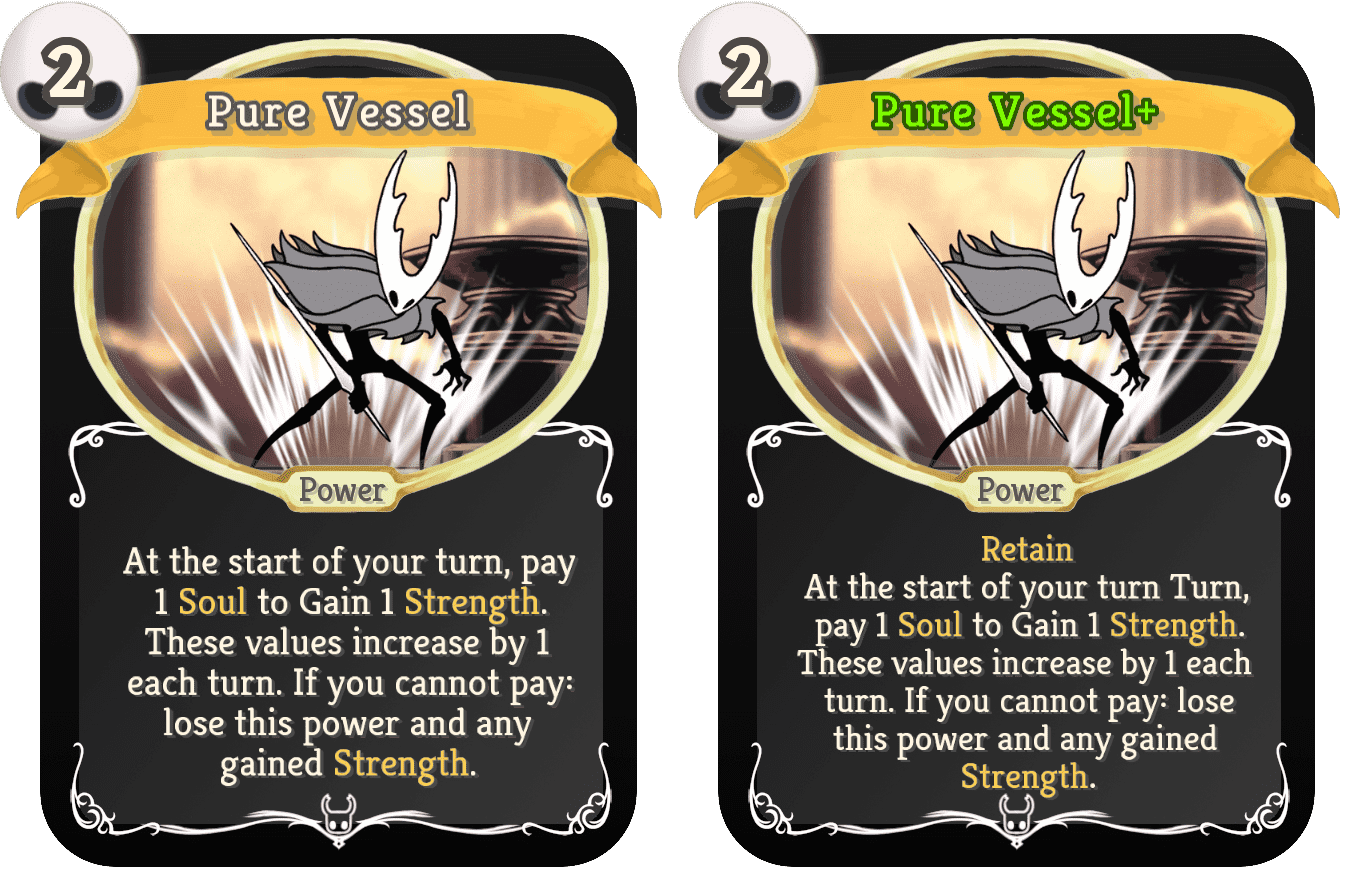 2
Pure Vessel
Power
At the start of your turn, pay
1 Soul to Gain 1 Strength.
These values increase by 1
each turn. If you cannot pay:
lose this power and any
gained Strength.
2
Pure Vessel+
Power
Retain
At the start of your turn Turn,
pay 1 Soul to Gain 1 Strength.
These values increase by 1 each
turn. If you cannot pay: lose
this power and any gained
Strength.